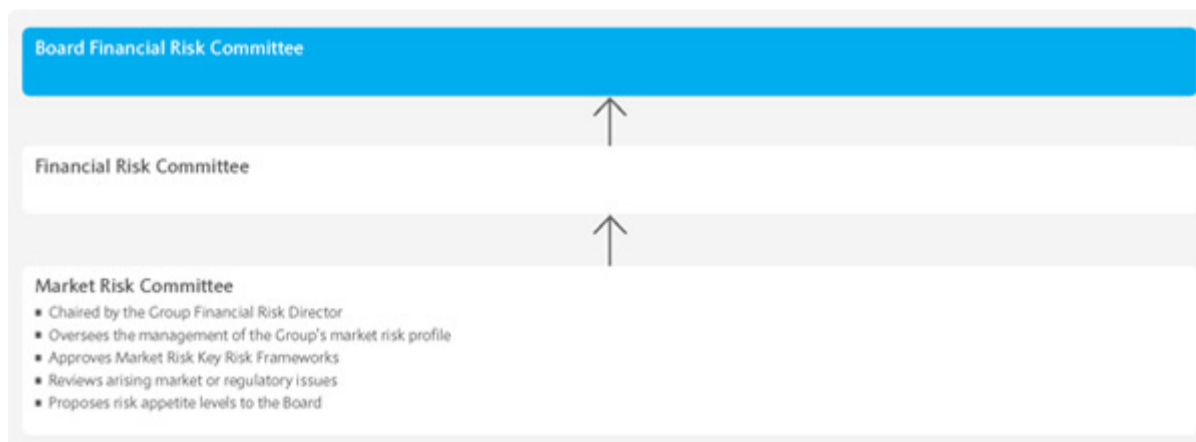 Board Financial Risk Committee
Financial Risk Committee
Market Risk Committee
▪ Chaired by the Group Financial Risk Director
▪ Oversees the management of the Group's market risk profile
▪ Approves Market Risk Key Risk Frameworks
▪ Reviews arising market or regulatory issues
▪ Proposes risk appetite levels to the Board